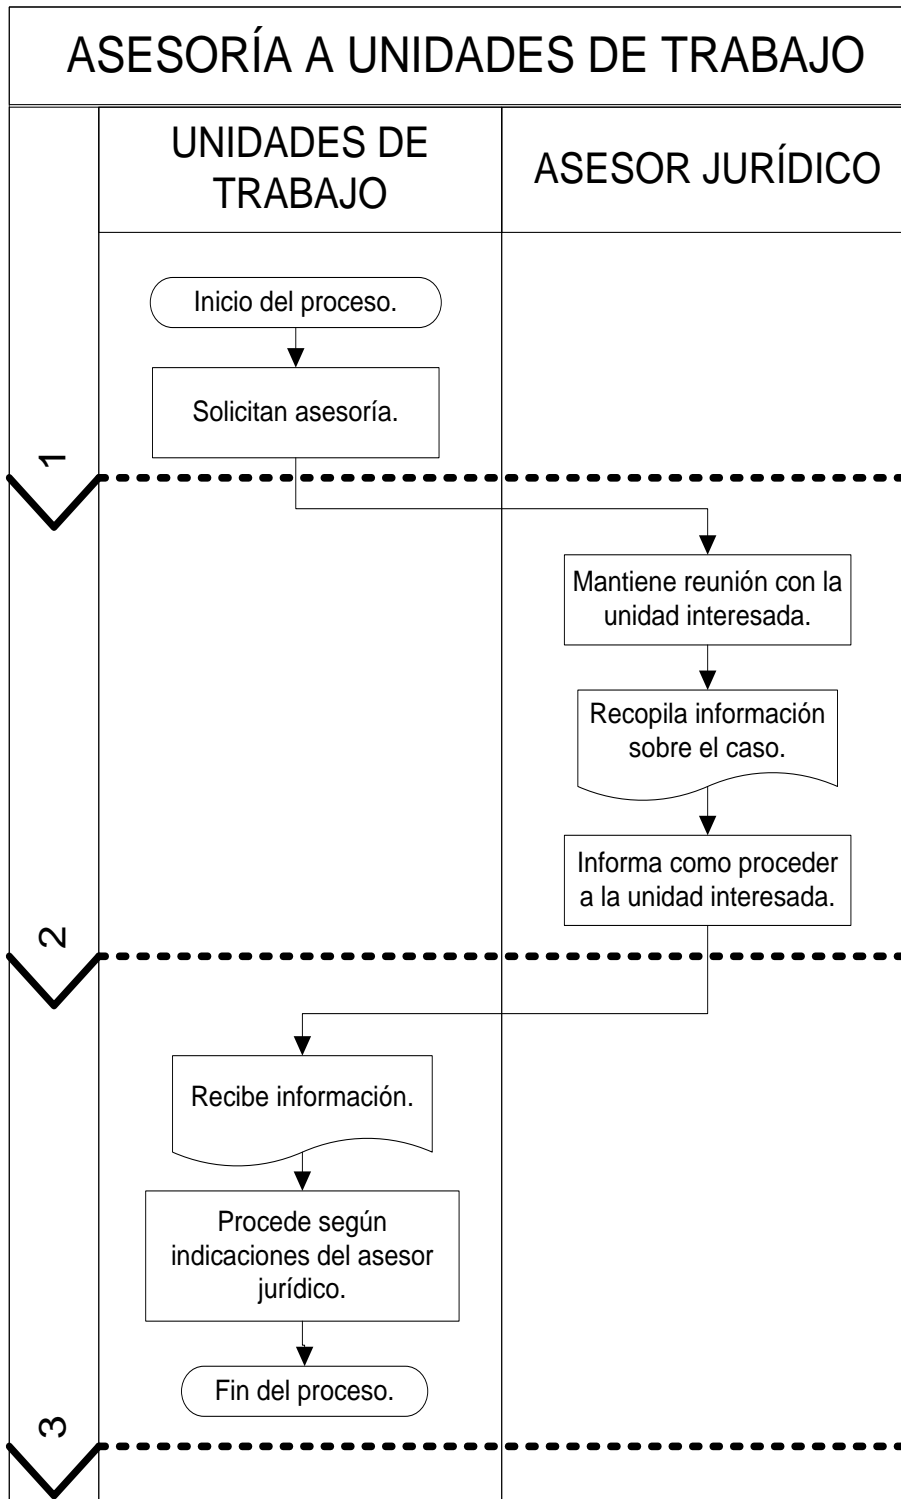 ASESORÍA A UNIDADES DE TRABAJO
UNIDADES DE
TRABAJO
ASESOR JURÍDICO
Inicio del proceso.
Solicitan asesoría.
1
Mantiene reunión con la
unidad interesada.
Recopila información
sobre el caso.
Informa como proceder
a la unidad interesada.
2
Recibe información.
Procede según
indicaciones del asesor
jurídico.
Fin del proceso.
3